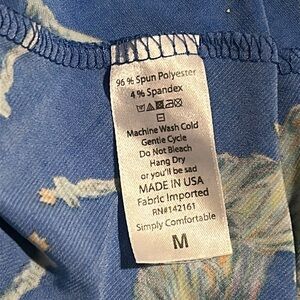 96 % Spun Polyester
4 % Spandex
Machine Wash Cold
Gentle Cycle
Do Not Bleach
Hang Dry
or you'll be sad
MADE IN USA
Fabric Imported
RN#142161
Simply Comfortable
M